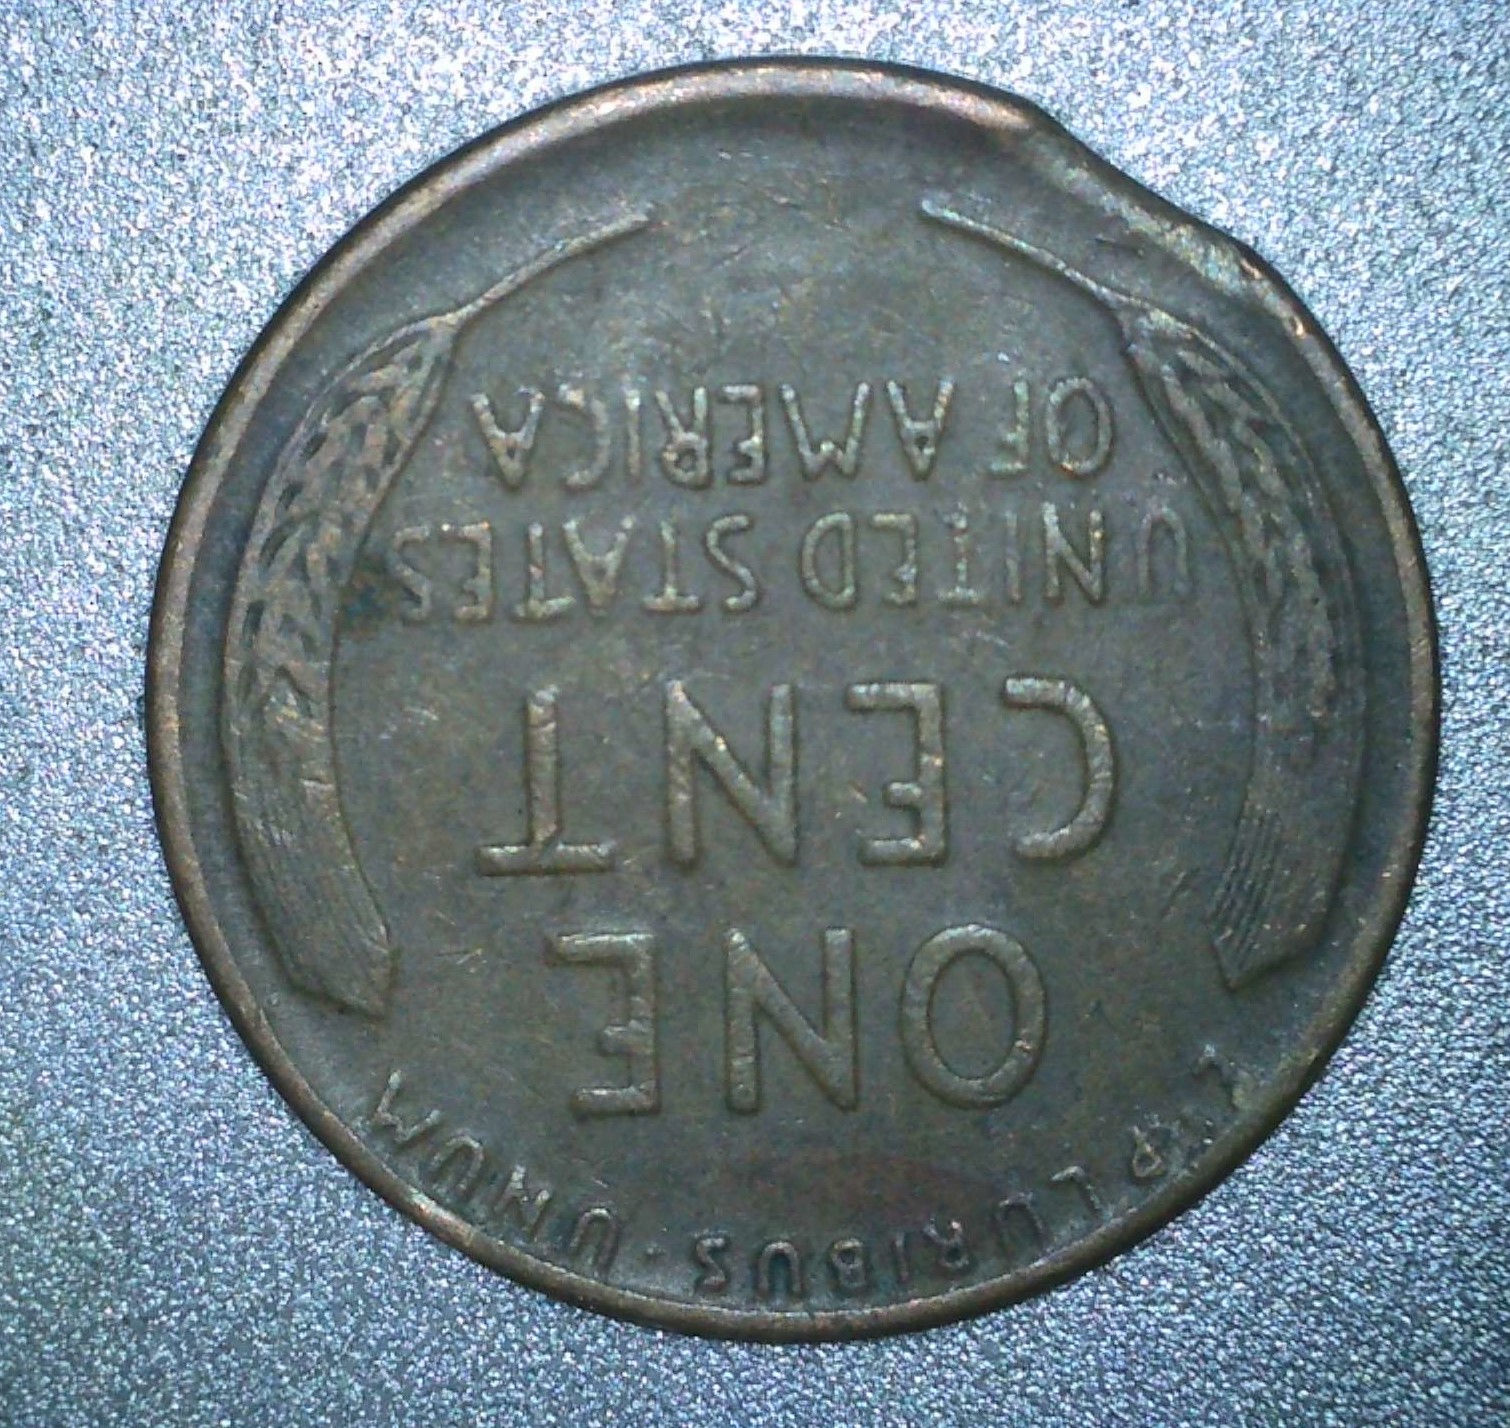 E · PLURIBUS · UNUM
ONE
CENT
UNITED STATES
OF AMERICA